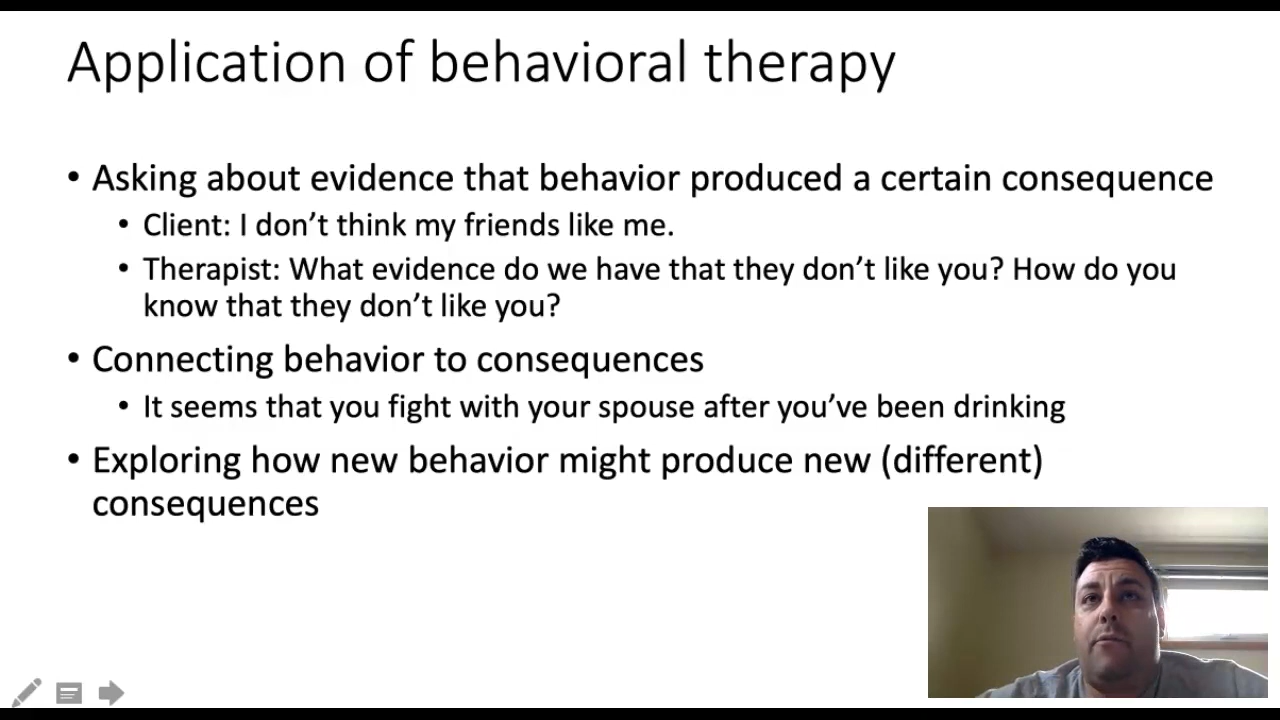 Application of behavioral therapy
• Asking about evidence that behavior produced a certain consequence
• Client: I don’t think my friends like me.
• Therapist: What evidence do we have that they don’t like you? How do you
know that they don’t like you?
• Connecting behavior to consequences
• It seems that you fight with your spouse after you’ve been drinking
• Exploring how new behavior might produce new (different)
consequences